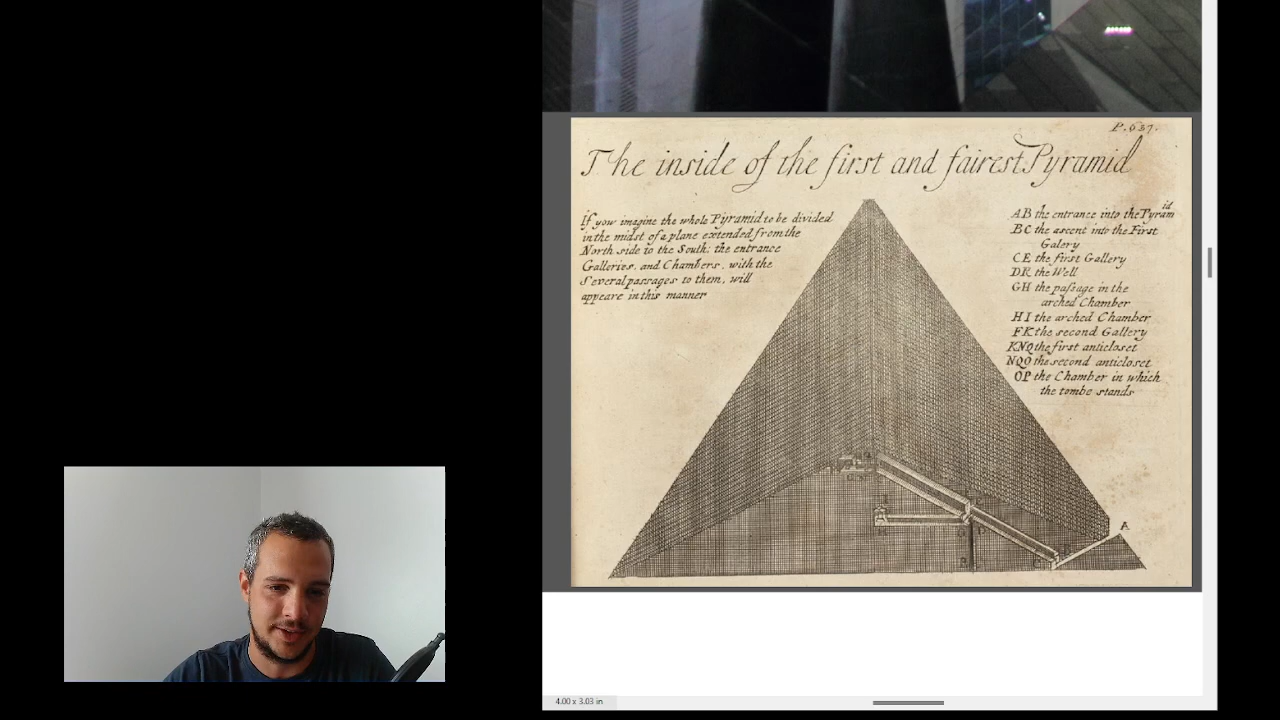 P.637.
The inside of the first and fairest Pyramid
If you imagine the whole Pyramid to be divided
in the midst of a plane extended from the
North side to the South: the entrance
Galleries, and Chambers, with the
Several passages to them, will
appeare in this manner
AB the entrance into the Pyramid
BC the ascent into the First
Galery
CE the first Gallery
DR the Well
GH the passage in the
arched Chamber
HI the arched Chamber
FK the second Gallery
KNQ the first anticloset
NQO the second anticloset
OP the Chamber in which
the tombe stands
A
4.00 x 3.03 in